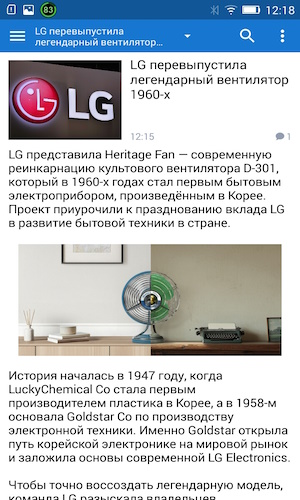 83
12:18
LG перевыпустила
легендарный вентилятор...
LG
LG перевыпустила
легендарный вентилятор
1960-х
12:15
1
LG представила Heritage Fan — современную
реинкарнацию культового вентилятора D-301,
который в 1960-х годах стал первым бытовым
электроприбором, произведённым в Корее.
Проект приурочили к празднованию вклада LG
в развитие бытовой техники в стране.
История началась в 1947 году, когда
LuckyChemical Co стала первым
производителем пластика в Корее, а в 1958-м
основала Goldstar Co по производству
электронной техники. Именно Goldstar открыла
путь корейской электронике на мировой рынок
и заложила основы современной LG Electronics.
Чтобы точно воссоздать легендарную модель,
команда LG разыскала владельцев